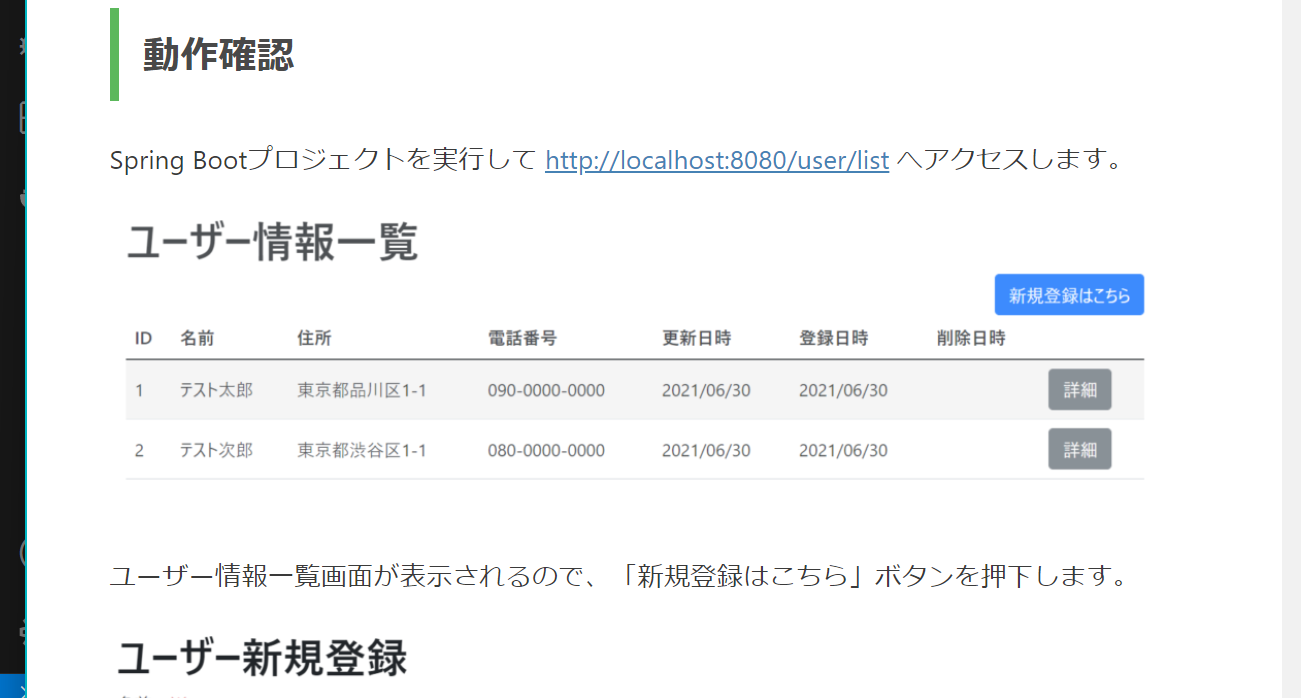 動作確認
Spring Bootプロジェクトを実行して http://localhost:8080/user/list へアクセスします。
ユーザー情報一覧
新規登録はこちら
ID 名前 住所 電話番号 更新日時 登録日時 削除日時
1 テスト太郎 東京都品川区1-1 090-0000-0000 2021/06/30 2021/06/30 詳細
2 テスト次郎 東京都渋谷区1-1 080-0000-0000 2021/06/30 2021/06/30 詳細
ユーザー情報一覧画面が表示されるので、「新規登録はこちら」ボタンを押下します。
ユーザー新規登録